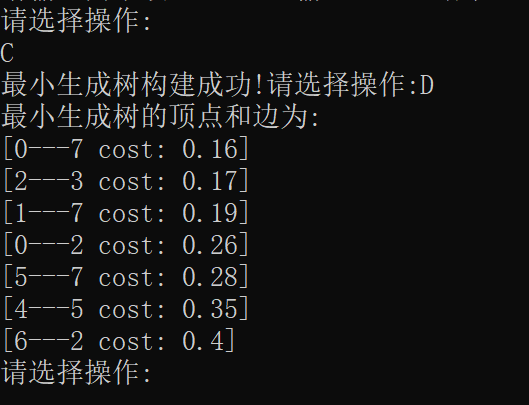 请选择操作:
C
最小生成树构建成功!请选择操作:D
最小生成树的顶点和边为:
[0---7 cost: 0.16]
[2---3 cost: 0.17]
[1---7 cost: 0.19]
[0---2 cost: 0.26]
[5---7 cost: 0.28]
[4---5 cost: 0.35]
[6---2 cost: 0.4]
请选择操作: